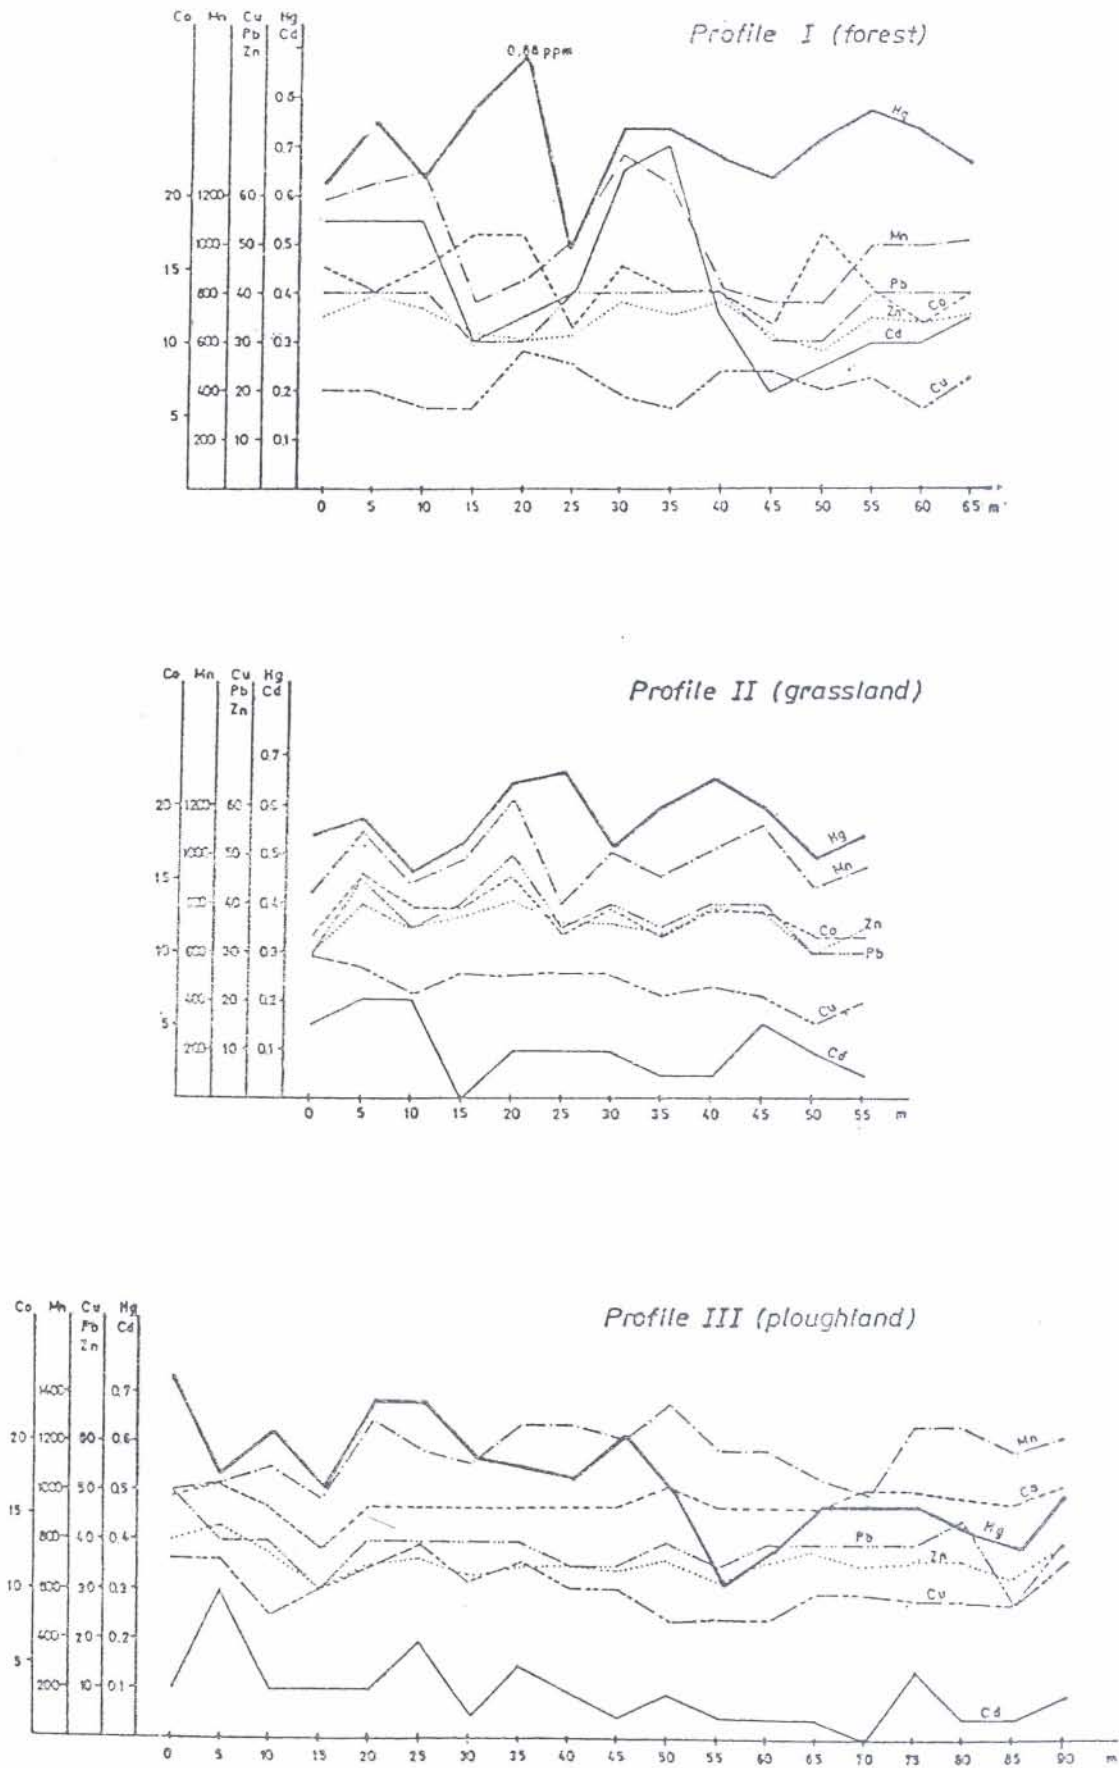 Co Mn Cu Hg
Pb Cd
Zn
Profile I (forest)
0,88 ppm
0.8
0.7
20 1200 60 0.6
1000 50 0.5
15
800 40 0.4
10 600 30 0.3
400 20 0.2
5
200 10 0.1
Hg
Mn
Pb
Co
Zn
Cd
Cu
0 5 10 15 20 25 30 35 40 45 50 55 60 65 m
Co Mn Cu Hg
Pb Cd
Zn
Profile II (grassland)
0.7
20 1200 60 0.6
1000 50 0.5
15
800 40 0.4
10 600 30 0.3
400 20 0.2
5
200 10 0.1
Hg
Mn
Co Zn
Pb
Cu
Cd
0 5 10 15 20 25 30 35 40 45 50 55 m
Co Mn Cu Hg
Pb Cd
Zn
Profile III (ploughland)
1400 0.7
20 1200 60 0.6
1000 50 0.5
15
800 40 0.4
10 600 30 0.3
400 20 0.2
5
200 10 0.1
Mn
Co
Hg
Pb
Zn
Cu
Cd
0 5 10 15 20 25 30 35 40 45 50 55 60 65 70 75 80 85 90 m